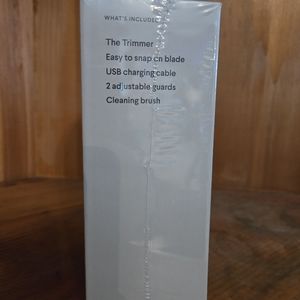 WHAT'S INCLUDED
The Trimmer
Easy to snap on blade
USB charging cable
2 adjustable guards
Cleaning brush